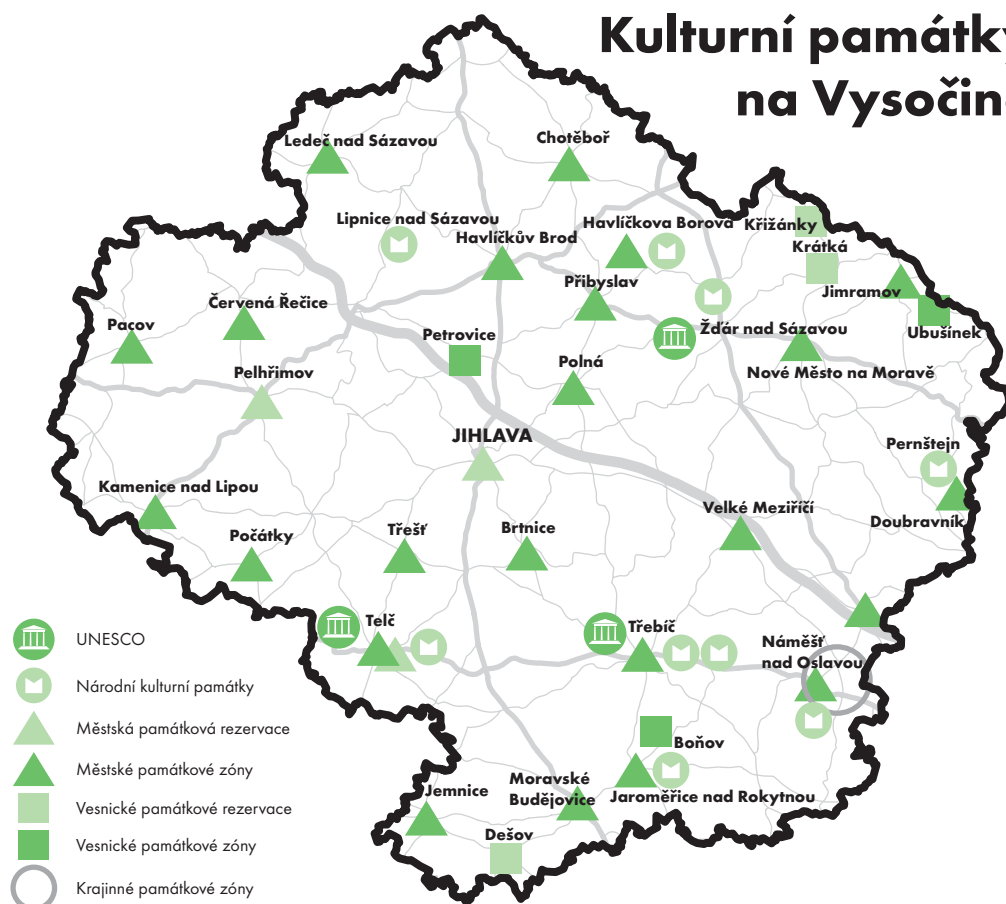 Kulturní památky
na Vysočině
Ledeč nad Sázavou
Chotěboř
Lipnice nad Sázavou
Havlíčkova Borová
Křižánky
Havlíčkův Brod
Krátká
Přibyslav
Jimramov
Červená Řečice
Pacov
Petrovice
Žďár nad Sázavou
Ubušínek
Polná
Nové Město na Moravě
Pelhřimov
JIHLAVA
Pernštejn
Kamenice nad Lipou
Velké Meziříčí
Doubravník
Počátky
Třešť
Brtnice
Telč
Třebíč
Náměšť
nad Oslavou
Boňov
Moravské
Budějovice
Jaroměřice nad Rokytnou
Jemnice
Dešov
UNESCO
Národní kulturní památky
Městská památková rezervace
Městské památkové zóny
Vesnické památkové rezervace
Vesnické památkové zóny
Krajinné památkové zóny